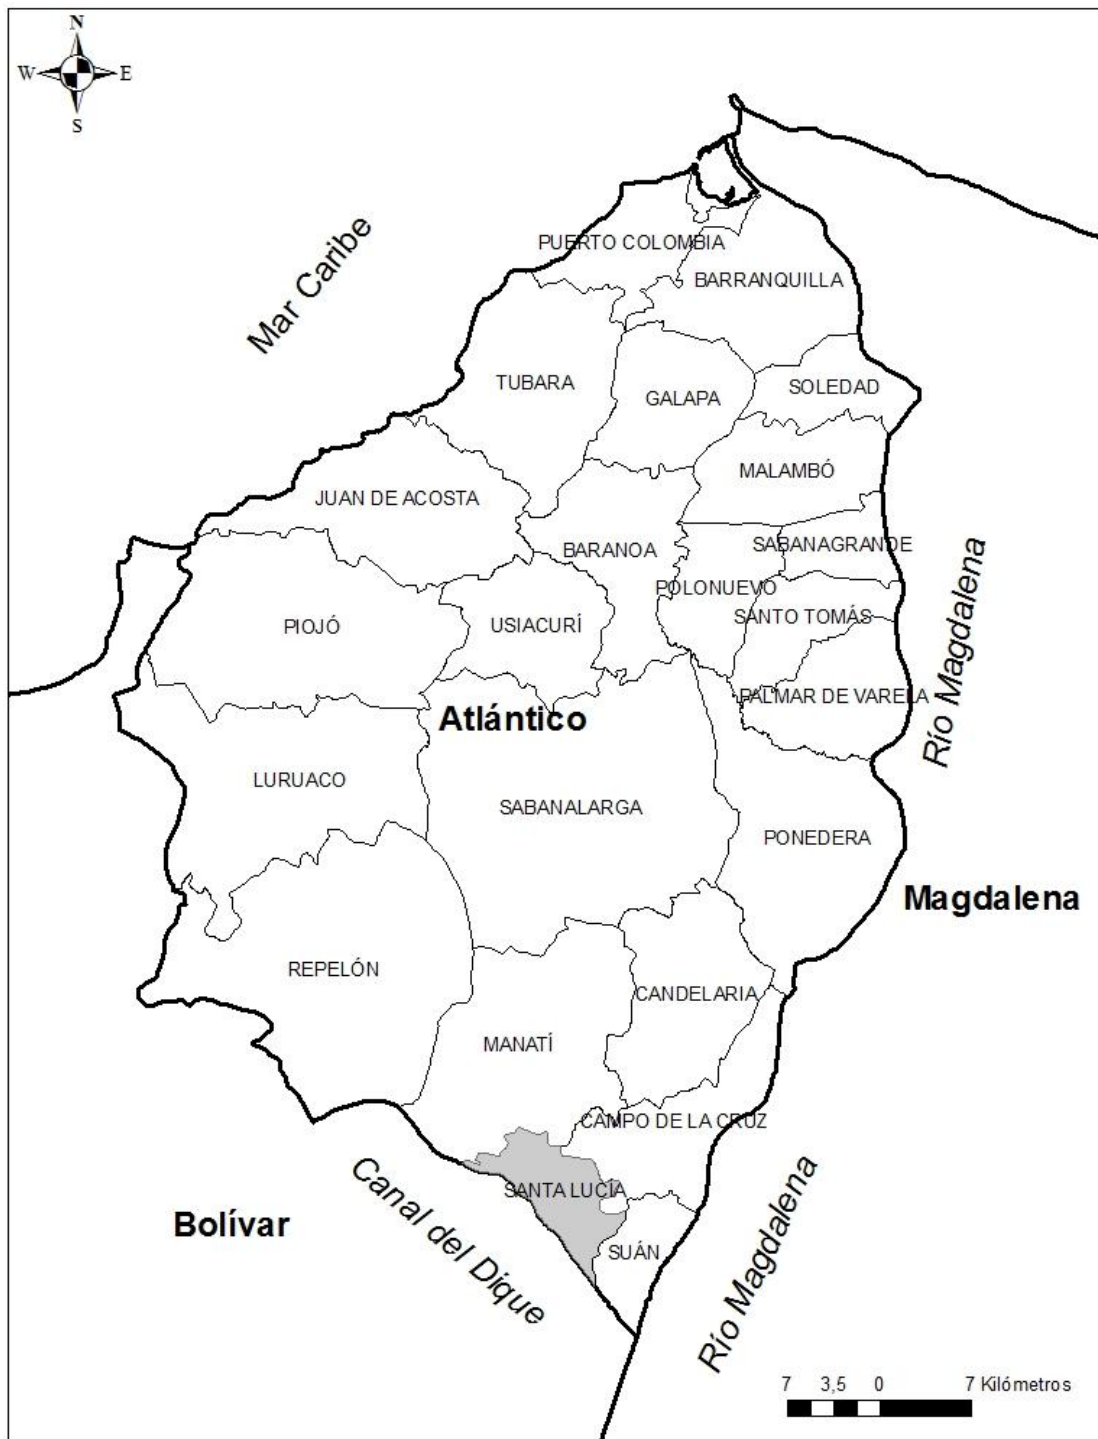 N
W E
S
Mar Caribe
PUERTO COLOMBIA
BARRANQUILLA
TUBARA
GALAPA
SOLEDAD
MALAMBÓ
JUAN DE ACOSTA
BARANOA
SABANAGRANDE
POLONUEVO
SANTO TOMÁS
PIOJÓ
USIACURÍ
PALMAR DE VARELA
Río Magdalena
Atlántico
LURUACO
SABANALARGA
PONEDERA
Magdalena
REPELÓN
CANDELARIA
MANATÍ
CAMPO DE LA CRUZ
SANTA LUCÍA
Canal del Dique
Bolívar
SUÁN
Río Magdalena
7 3,5 0 7 Kilómetros